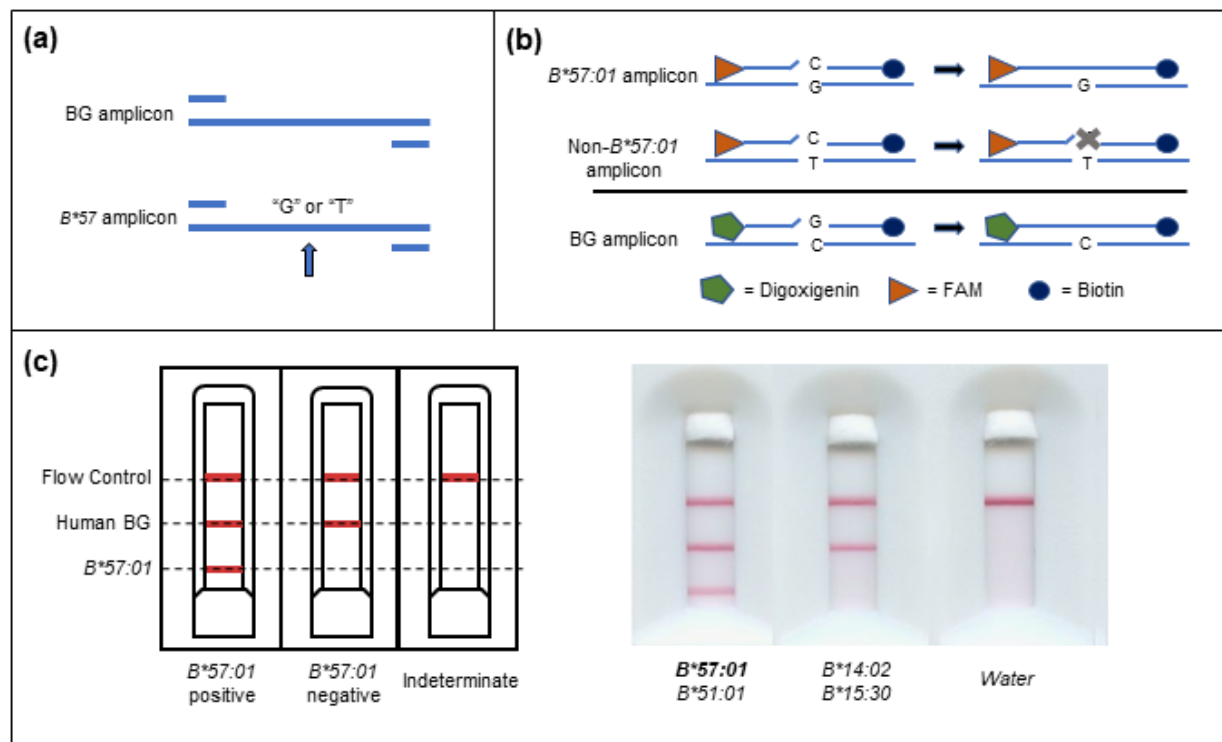 (a)
BG amplicon
B*57 amplicon
“G” or “T”
(b)
B*57:01 amplicon
C
G
G
Non-B*57:01
amplicon
C
T
T
BG amplicon
G
C
C
= Digoxigenin
= FAM
= Biotin
(c)
Flow Control
Human BG
B*57:01
B*57:01
positive
B*57:01
negative
Indeterminate
B*57:01
B*51:01
B*14:02
B*15:30
Water